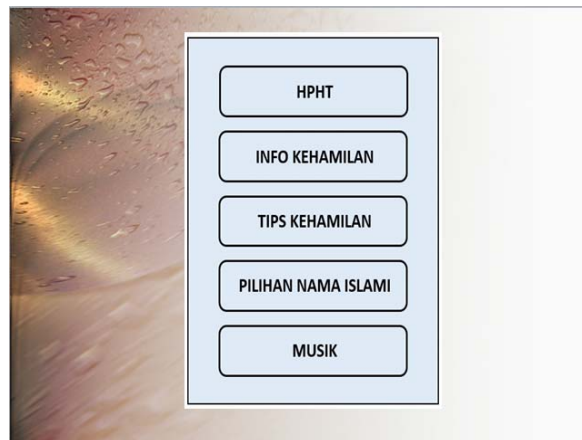 HPHT
INFO KEHAMILAN
TIPS KEHAMILAN
PILIHAN NAMA ISLAMI
MUSIK